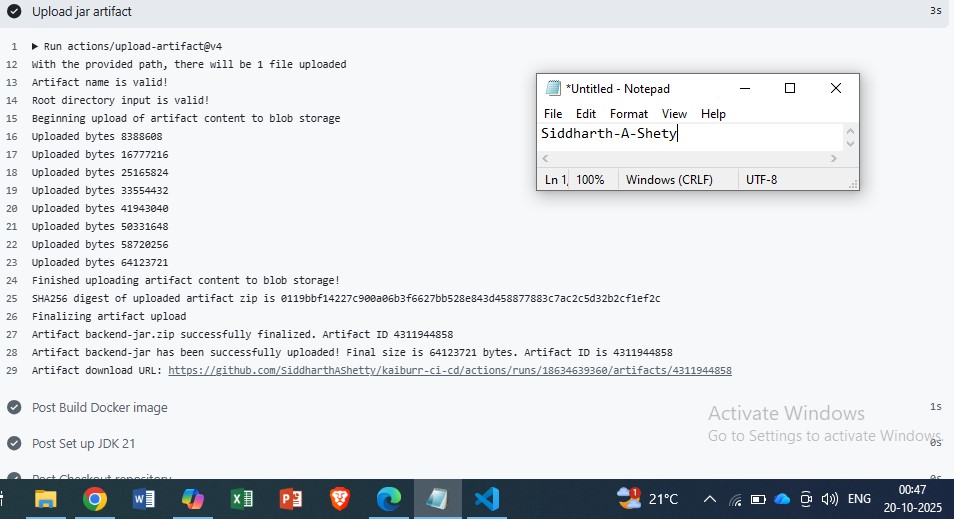 Upload jar artifact
3s
1 ▶ Run actions/upload-artifact@v4
12 With the provided path, there will be 1 file uploaded
13 Artifact name is valid!
14 Root directory input is valid!
15 Beginning upload of artifact content to blob storage
16 Uploaded bytes 8388608
17 Uploaded bytes 16777216
18 Uploaded bytes 25165824
19 Uploaded bytes 33554432
20 Uploaded bytes 41943040
21 Uploaded bytes 50331648
22 Uploaded bytes 58720256
23 Uploaded bytes 64123721
24 Finished uploading artifact content to blob storage!
25 SHA256 digest of uploaded artifact zip is 0119bbf14227c900a06b3f6627bb528e843d458877883c7ac2c5d32b2cf1ef2c
26 Finalizing artifact upload
27 Artifact backend-jar.zip successfully finalized. Artifact ID 4311944858
28 Artifact backend-jar has been successfully uploaded! Final size is 64123721 bytes. Artifact ID is 4311944858
29 Artifact download URL: https://github.com/SiddharthAShetty/kaiburr-ci-cd/actions/runs/18634639360/artifacts/4311944858
*Untitled - Notepad
File Edit Format View Help
Siddharth-A-Shety
Ln 1, 100% Windows (CRLF) UTF-8
Post Build Docker image
1s
Post Set up JDK 21
0s
Post Checkout repository
0s
Activate Windows
Go to Settings to activate Windows.
1
21°C
ENG
00:47
20-10-2025